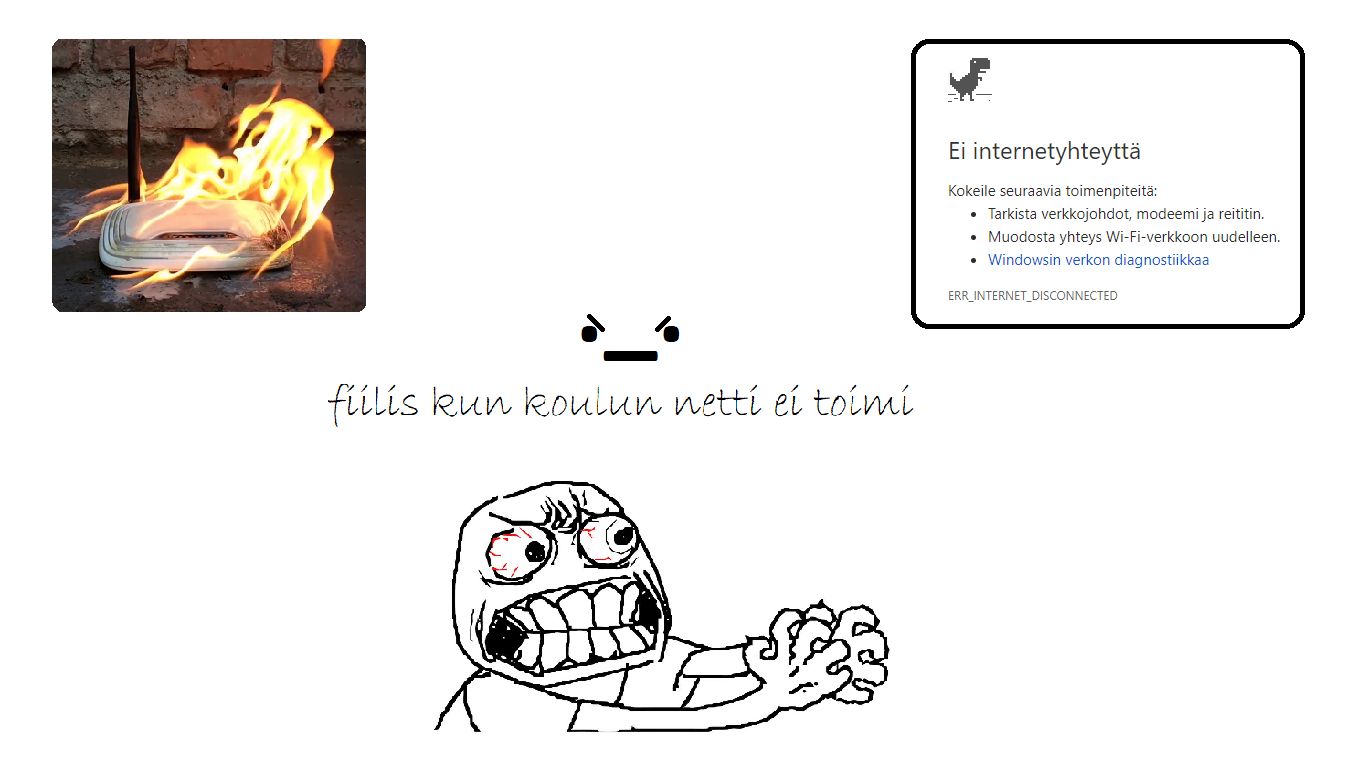 Ei internetyhteyttä
Kokeile seuraavia toimenpiteitä:
Tarkista verkkojohdot, modeemi ja reititin.
Muodosta yhteys Wi-Fi-verkkoon uudelleen.
Windowsin verkon diagnostiikkaa
ERR_INTERNET_DISCONNECTED
fiilis kun koulun netti ei toimi